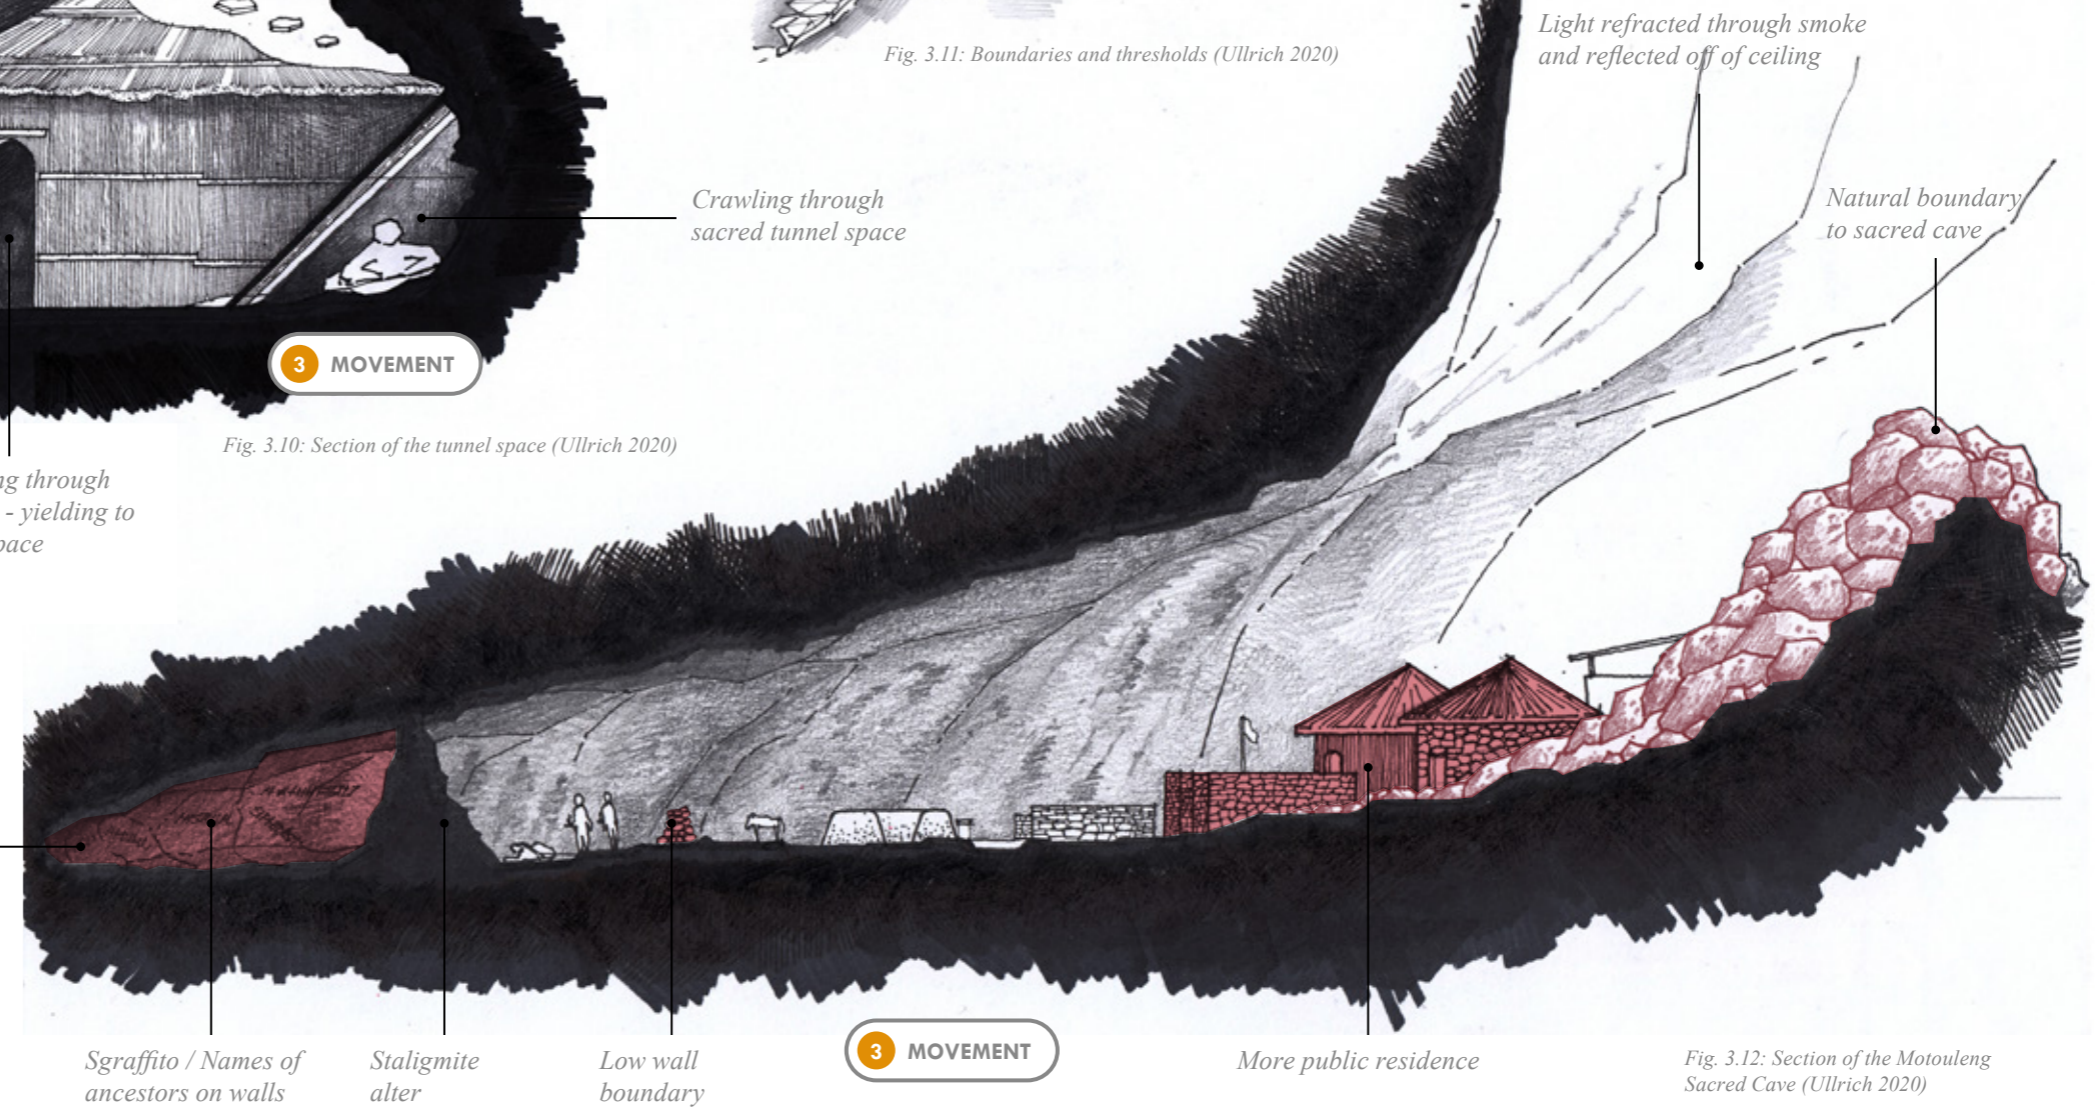 Fig. 3.11: Boundaries and thresholds (Ullrich 2020)
Light refracted through smoke
and reflected off of ceiling
Crawling through
sacred tunnel space
Natural boundary
to sacred cave
3 MOVEMENT
Fig. 3.10: Section of the tunnel space (Ullrich 2020)
ng through
- yielding to
pace
Sgraffito / Names of
ancestors on walls
Staligmite
alter
Low wall
boundary
3 MOVEMENT
More public residence
Fig. 3.12: Section of the Motouleng
Sacred Cave (Ullrich 2020)